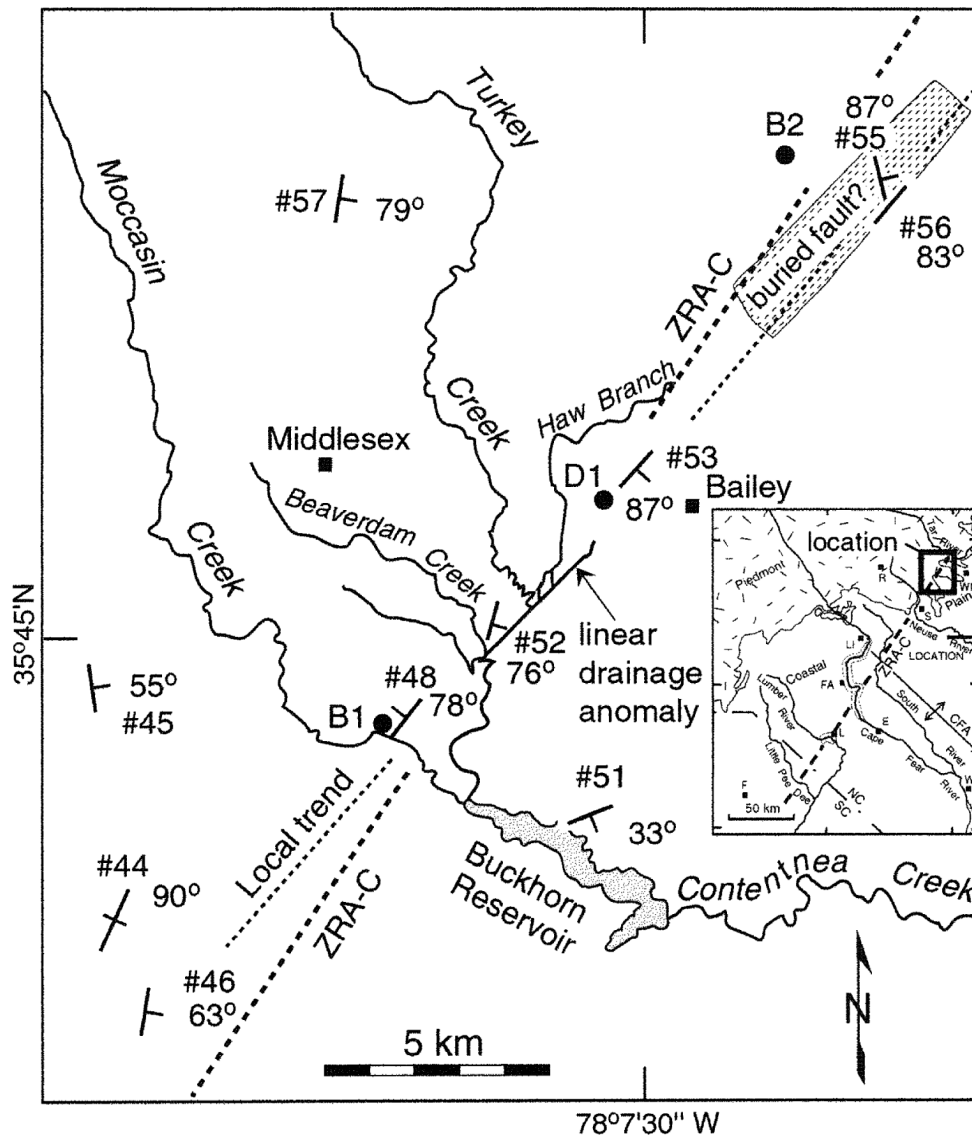 Turkey
Creek
Moccasin
Creek
87°
B2
#55
#57
79°
#56
83°
buried fault?
ZRA-C
Haw Branch
Middlesex
#53
D1
Bailey
87°
Beaverdam
Creek
35°45'N
#52
76°
linear
drainage
anomaly
#48
78°
B1
55°
#45
#51
33°
Local trend
ZRA-C
#44
90°
#46
63°
Buckhorn
Reservoir
Contentnea Creek
N
5 km
78°7'30" W
location
Piedmont
Tar
River
R
Plain
S
Neuse
River
LOCATION
LI
ZRA-C
Coastal
FA
Lumber
River
South
River
CFA
E
L
Cape
Fear
River
Little Pee Dee
F
NC
SC
50 km